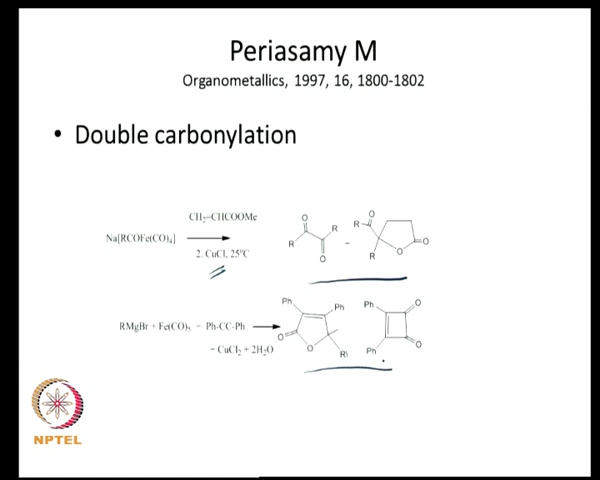 Periasamy M
Organometallics, 1997, 16, 1800-1802
• Double carbonylation
CH₂=CHCOOMe
Na[RCOFe(CO)₄]
2. CuCl, 25°C
R O O R
R O R O O
RMgBr + Fe(CO)₅ - Ph-CC-Ph
- CuCl₂ + 2H₂O
Ph Ph O O R\
Ph O Ph O
NPTEL